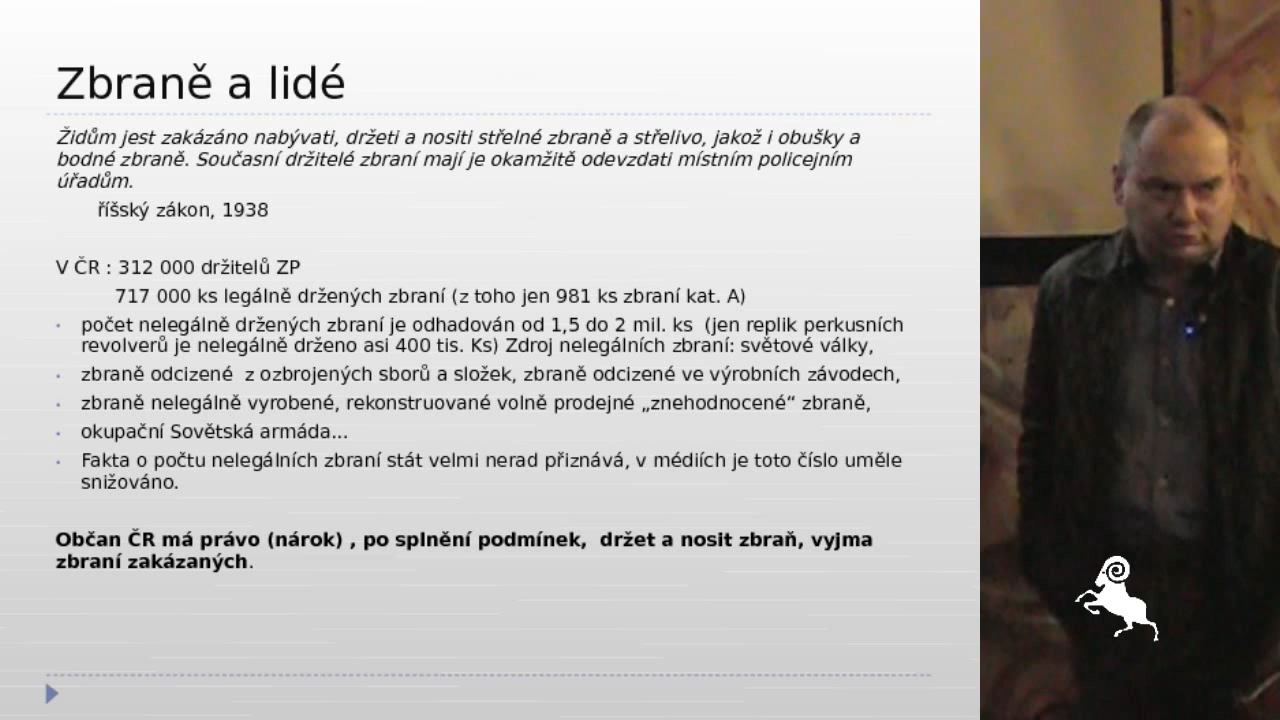 Zbraně a lidé
Židům jest zakázáno nabývati, držeti a nositi střelné zbraně a střelivo, jakož i obušky a
bodné zbraně. Současní držitelé zbraní mají je okamžitě odevzdati místním policejním
úřadům.
říšský zákon, 1938
V ČR : 312 000 držitelů ZP
717 000 ks legálně držených zbraní (z toho jen 981 ks zbraní kat. A)
počet nelegálně držených zbraní je odhadován od 1,5 do 2 mil. ks  (jen replik perkusních
revolverů je nelegálně drženo asi 400 tis. Ks) Zdroj nelegálních zbraní: světové války,
zbraně odcizené  z ozbrojených sborů a složek, zbraně odcizené ve výrobních závodech,
zbraně nelegálně vyrobené, rekonstruované volně prodejné „znehodnocené“ zbraně,
okupační Sovětská armáda...
Fakta o počtu nelegálních zbraní stát velmi nerad přiznává, v médiích je toto číslo uměle
snižováno.
Občan ČR má právo (nárok) , po splnění podmínek,  držet a nosit zbraň, vyjma
zbraní zakázaných.